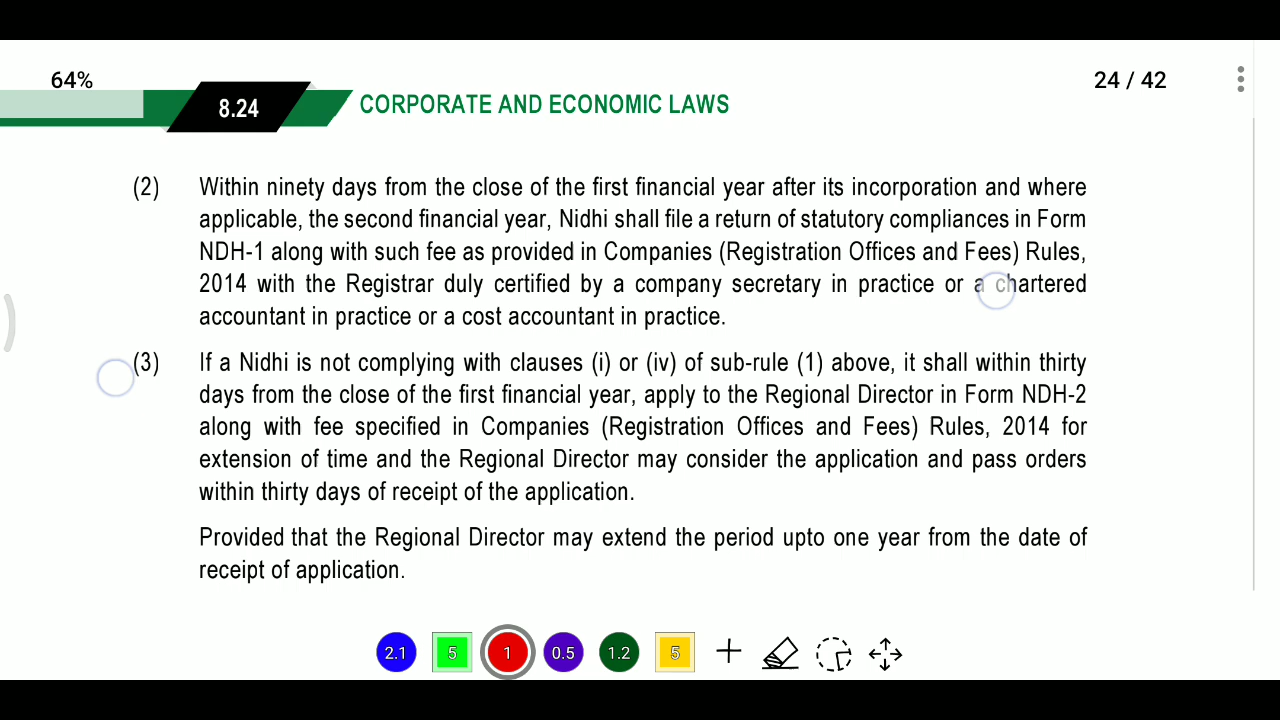 64%
24 / 42
8.24
CORPORATE AND ECONOMIC LAWS
(2) Within ninety days from the close of the first financial year after its incorporation and where
applicable, the second financial year, Nidhi shall file a return of statutory compliances in Form
NDH-1 along with such fee as provided in Companies (Registration Offices and Fees) Rules,
2014 with the Registrar duly certified by a company secretary in practice or a chartered
accountant in practice or a cost accountant in practice.
(3) If a Nidhi is not complying with clauses (i) or (iv) of sub-rule (1) above, it shall within thirty
days from the close of the first financial year, apply to the Regional Director in Form NDH-2
along with fee specified in Companies (Registration Offices and Fees) Rules, 2014 for
extension of time and the Regional Director may consider the application and pass orders
within thirty days of receipt of the application.
Provided that the Regional Director may extend the period upto one year from the date of
receipt of application.
2.1 5 1 0.5 1.2 5